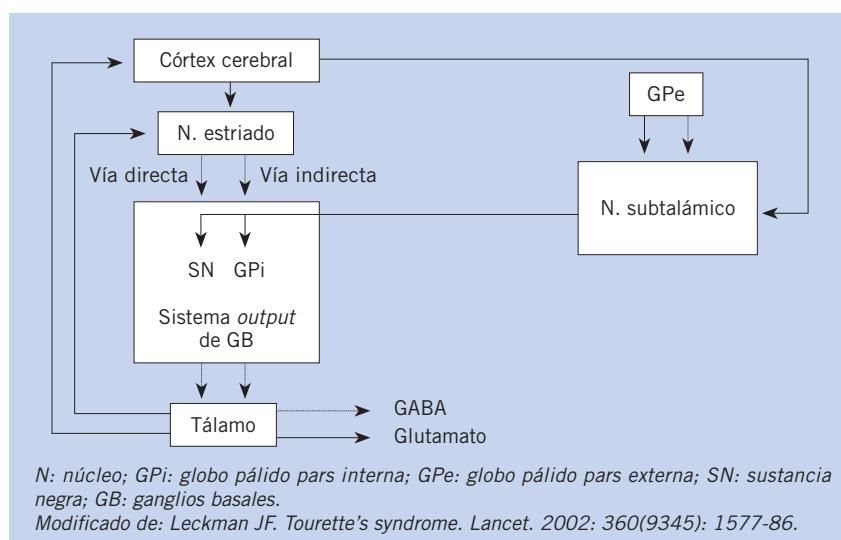 Córtex cerebral
GPe
N. estriado
Vía directa
Vía indirecta
N. subtalámico
SN GPi
Sistema output
de GB
Tálamo
GABA
Glutamato
N: núcleo; GPi: globo pálido pars interna; GPe: globo pálido pars externa; SN: sustancia
negra; GB: ganglios basales.
Modificado de: Leckman JF. Tourette's syndrome. Lancet. 2002: 360(9345): 1577-86.